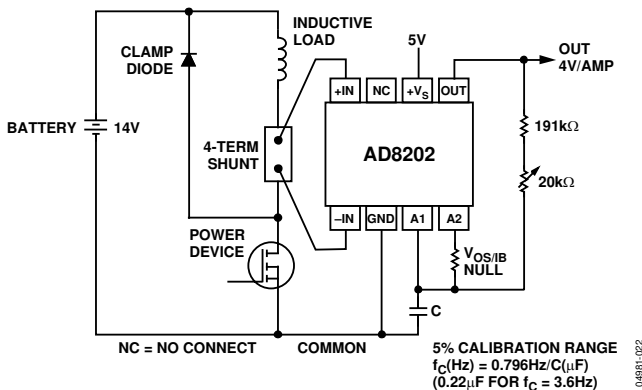 INDUCTIVE
LOAD
CLAMP
DIODE
5V
OUT
4V/AMP
+IN
NC
+VS
OUT
BATTERY
14V
4-TERM
SHUNT
AD8202
191kΩ
20kΩ
–IN
GND
A1
A2
POWER
DEVICE
VOS/IB
NULL
C
NC = NO CONNECT
COMMON
5% CALIBRATION RANGE
fC(Hz) = 0.796Hz/C(μF)
(0.22μF FOR fC = 3.6Hz)
04981-022